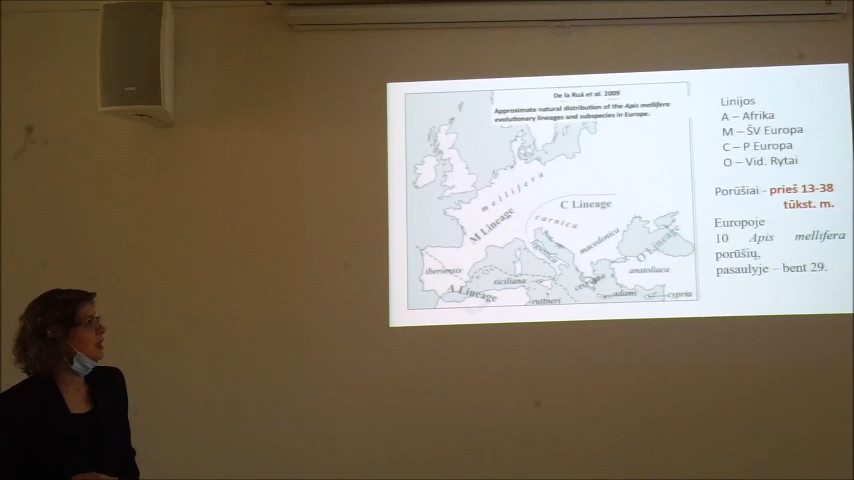 De la Ruá et al. 2009
Approximate natural distribution of the Apis mellifera
evolutionary lineages and subspecies in Europe.
mellifera
M Lineage
C Lineage
carnica
ligustica
macedonica
O Lineage
iberiensis
siciliana
anatoliaca
A Lineage
ruttneri
adami
cypria
Linijos
A – Afrika
M – ŠV Europa
C – P Europa
O – Vid. Rytai
Porūšiai - prieš 13-38
tūkst. m.
Europoje
10 Apis mellifera
porūšių,
pasaulyje – bent 29.